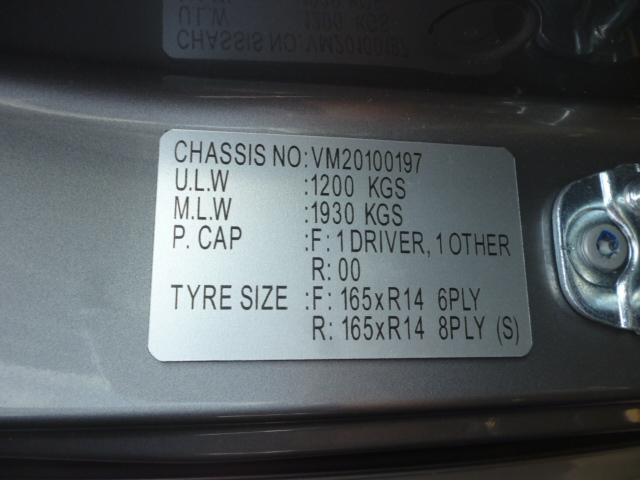 CHASSIS NO:VM20100197
U.L.W :1200 KGS
M.L.W :1930 KGS
P. CAP :F: 1 DRIVER, 1 OTHER
R: 00
TYRE SIZE :F: 165xR14 6PLY
R: 165xR14 8PLY (S)